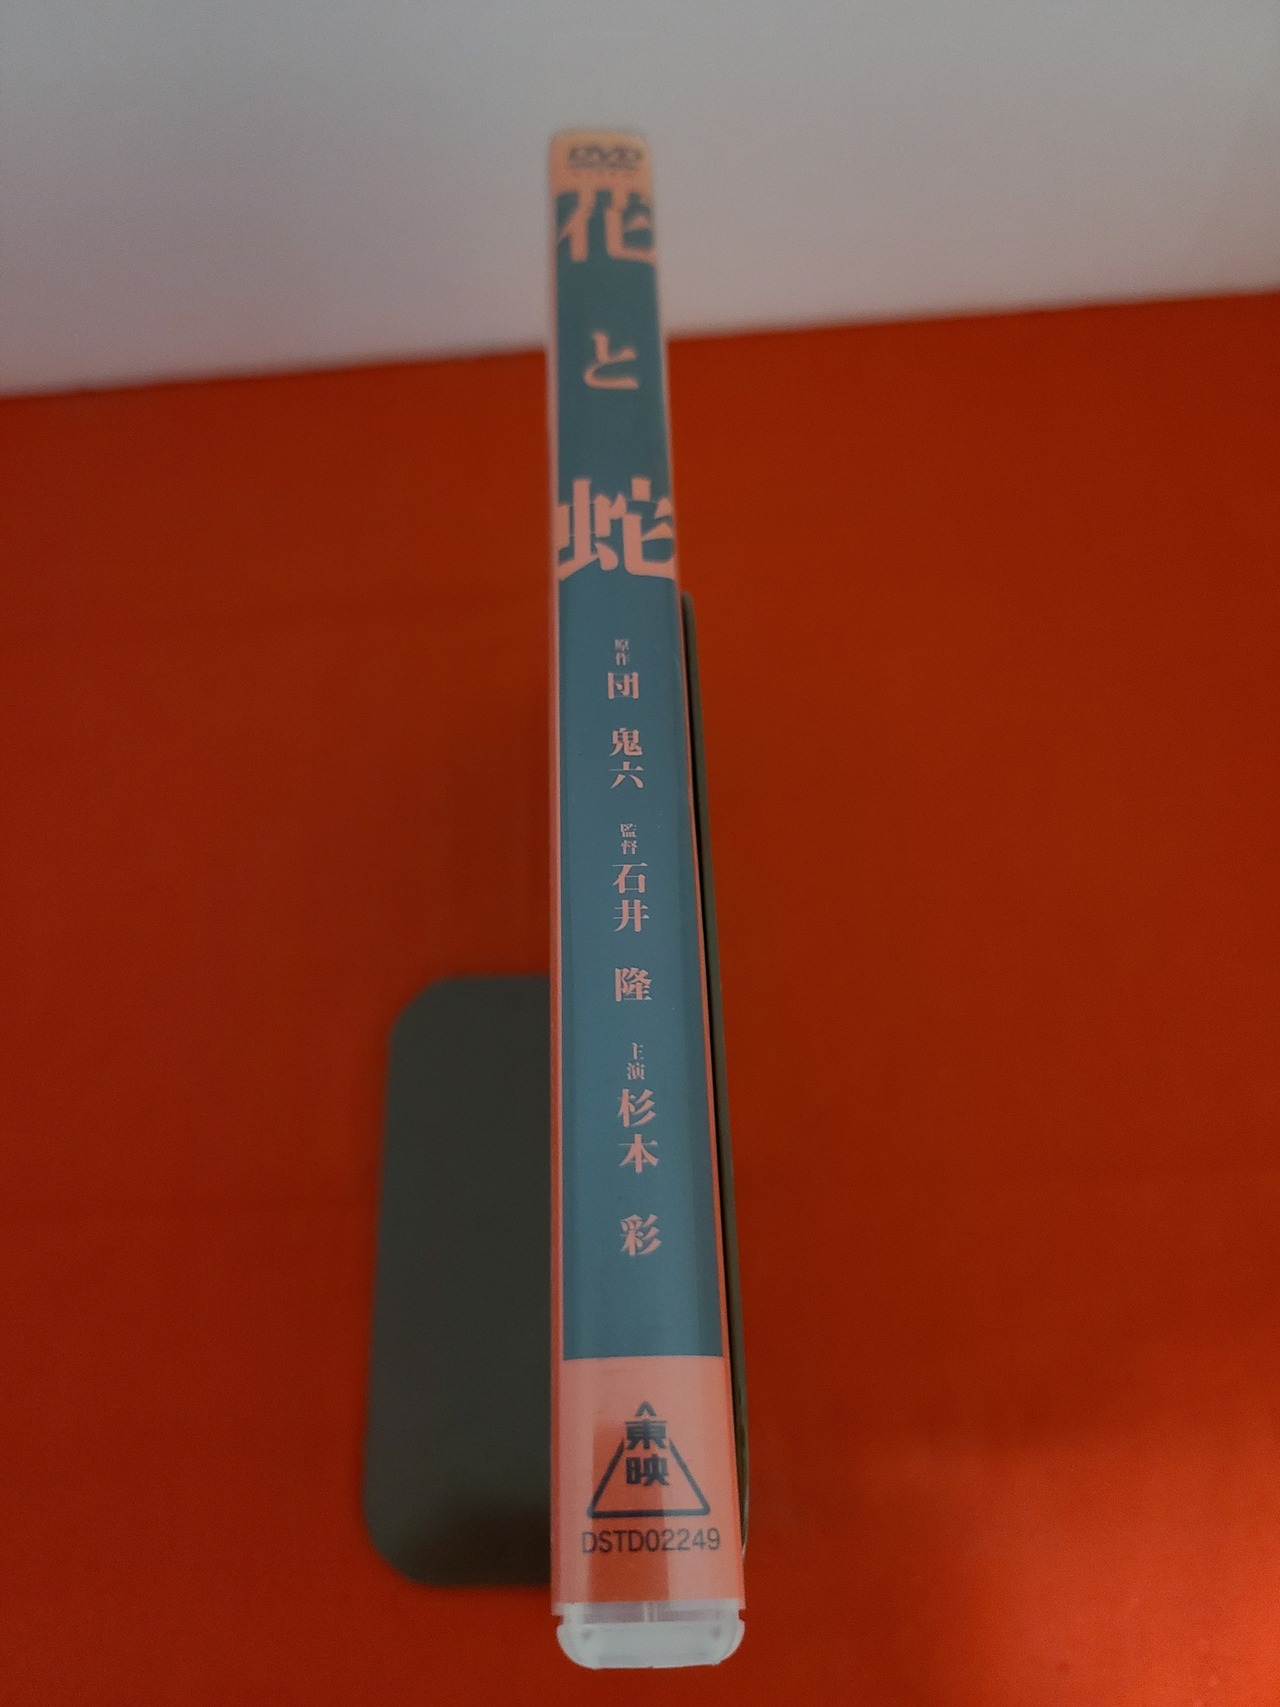 DVD
花と蛇
原作
団 鬼六
監督
石井 隆
主演
杉本 彩
東映
DSTD02249